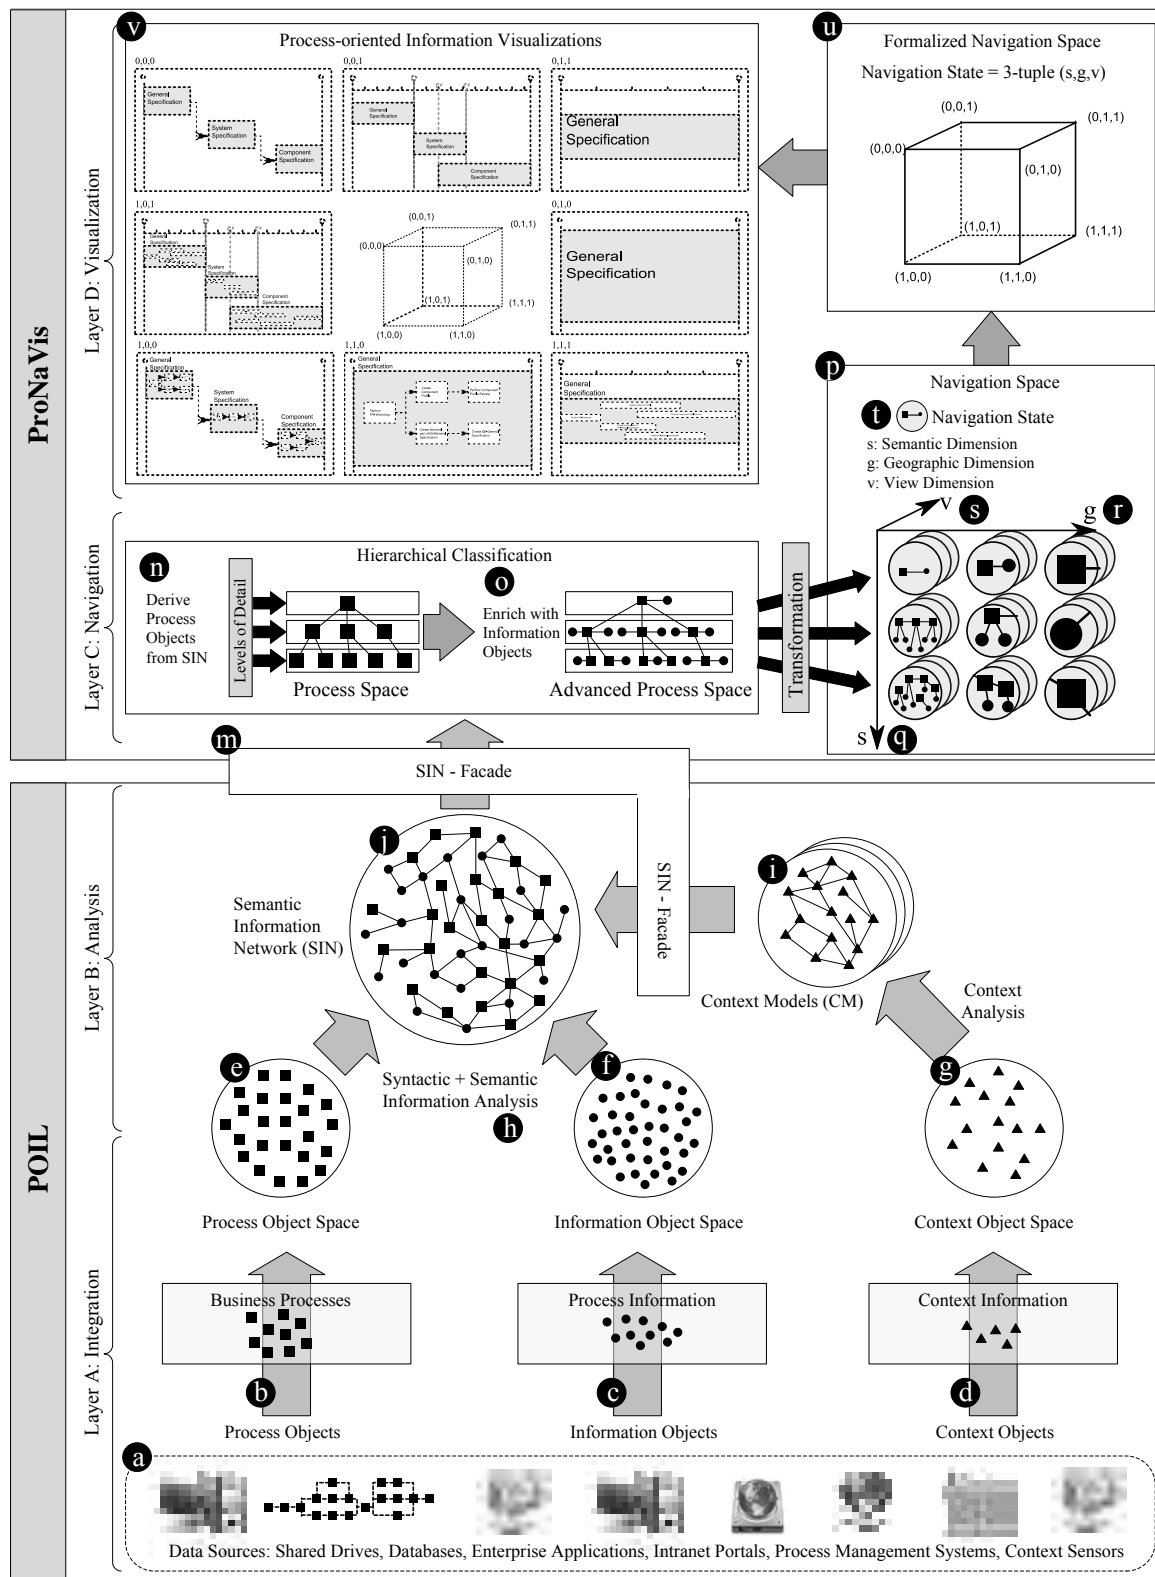 ProNaVis
Layer D: Visualization
v
Process-oriented Information Visualizations
0,0,0
General
Specification
System
Specification
Component
Specification
0,0,1
General
Specification
System
Specification
Component
Specification
0,1,1
General
Specification
1,0,1
General
Specification
System
Specification
Component
Specification
(0,0,1)
(0,1,1)
(0,0,0)
(0,1,0)
(1,0,1)
(1,1,1)
(1,0,0)
(1,1,0)
0,1,0
General
Specification
1,0,0
General
Specification
System
Specification
Component
Specification
1,1,0
General
Specification
1,1,1
General
Specification
u
Formalized Navigation Space
Navigation State = 3-tuple (s,g,v)
(0,0,1)
(0,1,1)
(0,0,0)
(0,1,0)
(1,0,1)
(1,1,1)
(1,0,0)
(1,1,0)
p
Navigation Space
t
Navigation State
s: Semantic Dimension
g: Geographic Dimension
v: View Dimension
v
s
g
r
s
q
Layer C: Navigation
Hierarchical Classification
n
Derive
Process
Objects
from SIN
Levels of Detail
Process Space
o
Enrich with
Information
Objects
Advanced Process Space
Transformation
m
SIN - Facade
SIN - Facade
POIL
Layer B: Analysis
j
Semantic
Information
Network (SIN)
i
Context Models (CM)
Context
Analysis
e
Syntactic + Semantic
Information Analysis
h
f
g
Process Object Space
Information Object Space
Context Object Space
Layer A: Integration
Business Processes
Process Information
Context Information
b
c
d
Process Objects
Information Objects
Context Objects
a
Data Sources: Shared Drives, Databases, Enterprise Applications, Intranet Portals, Process Management Systems, Context Sensors